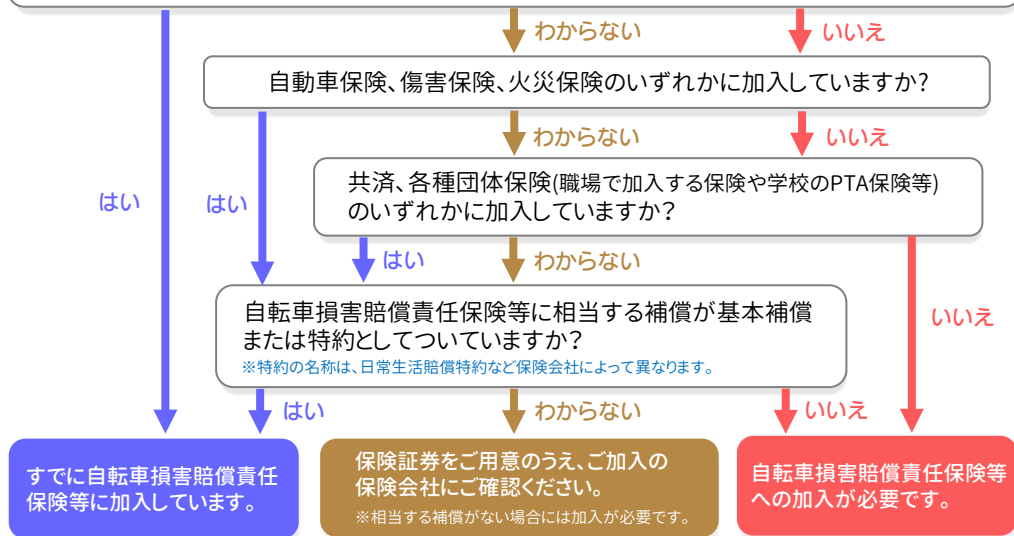 わからない
いいえ
自動車保険、傷害保険、火災保険のいずれかに加入していますか?
わからない
いいえ
はい
はい
共済、各種団体保険(職場で加入する保険や学校のPTA保険等)
のいずれかに加入していますか？
はい
わからない
いいえ
自転車損害賠償責任保険等に相当する補償が基本補償
または特約としてついていますか？
※特約の名称は、日常生活賠償特約など保険会社によって異なります。
はい
わからない
いいえ
すでに自転車損害賠償責任
保険等に加入しています。
保険証券をご用意のうえ、ご加入の
保険会社にご確認ください。
※相当する補償がない場合には加入が必要です。
自転車損害賠償責任保険等
への加入が必要です。